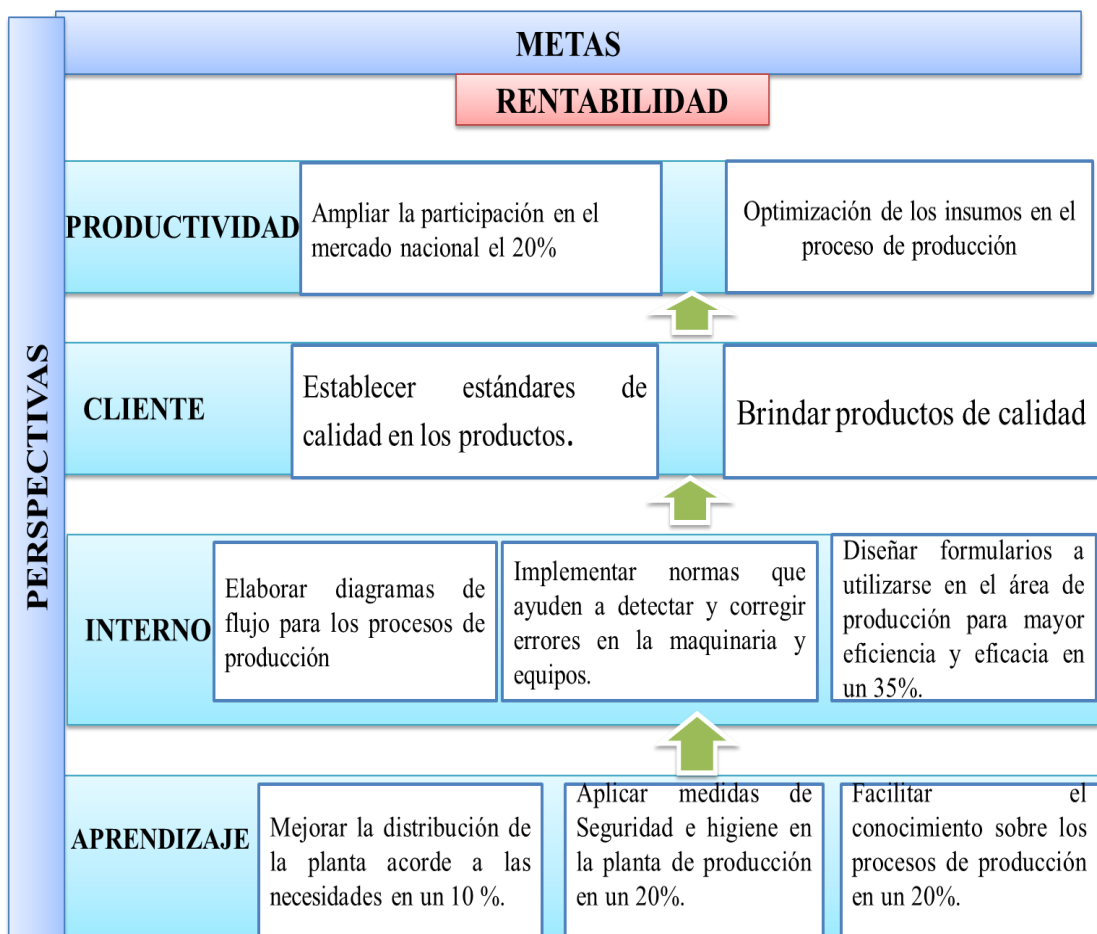 METAS
RENTABILIDAD
PERSPECTIVAS
PRODUCTIVIDAD
Ampliar la participación en el
mercado nacional el 20%
Optimización de los insumos en el
proceso de producción
CLIENTE
Establecer estándares de
calidad en los productos.
Brindar productos de calidad
INTERNO
Elaborar diagramas de
flujo para los procesos de
producción
Implementar normas que
ayuden a detectar y corregir
errores en la maquinaria y
equipos.
Diseñar formularios a
utilizarse en el área de
producción para mayor
eficiencia y eficacia en
un 35%.
APRENDIZAJE
Mejorar la distribución de
la planta acorde a las
necesidades en un 10 %.
Aplicar medidas de
Seguridad e higiene en
la planta de producción
en un 20%.
Facilitar el
conocimiento sobre los
procesos de producción
en un 20%.